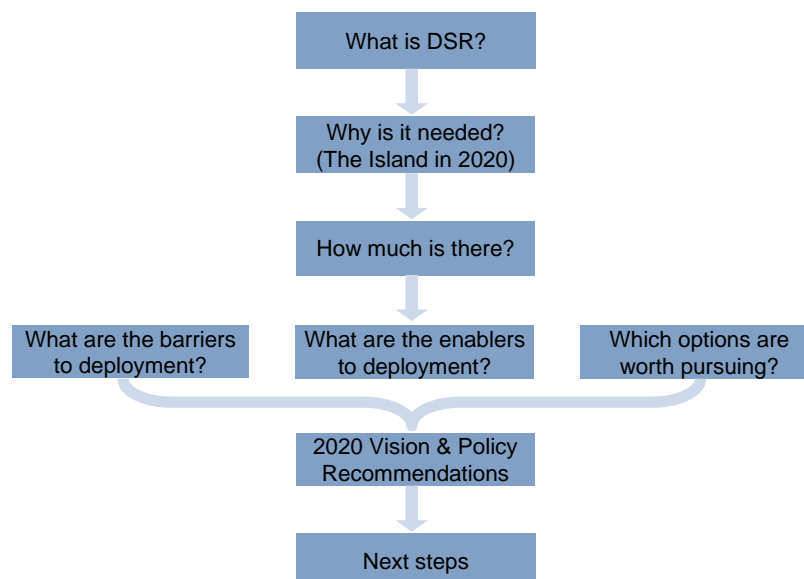 What is DSR?
Why is it needed?
(The Island in 2020)
How much is there?
What are the barriers
to deployment?
What are the enablers
to deployment?
Which options are
worth pursuing?
2020 Vision & Policy
Recommendations
Next steps